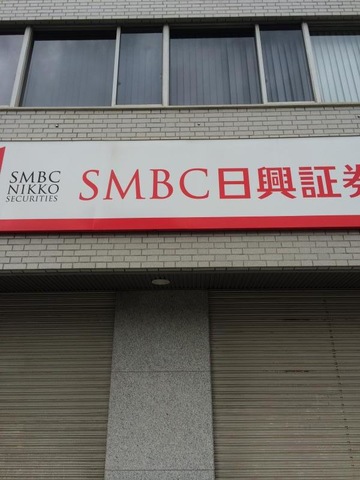 SMBC
NIKKO
SECURITIES
SMBC日興証券